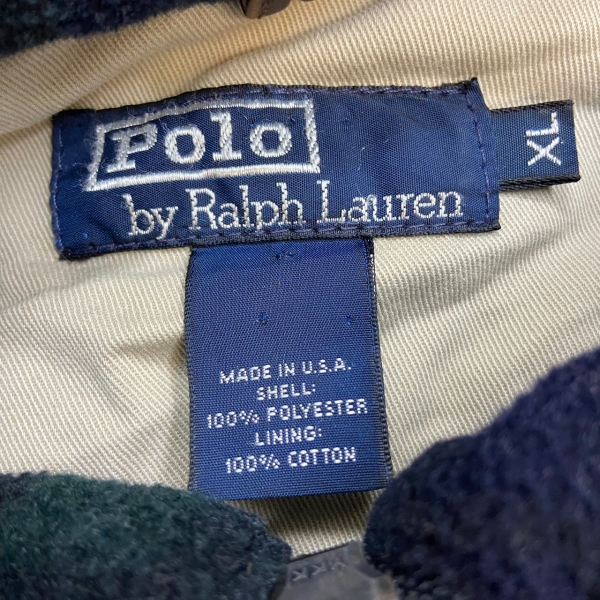 Polo
by Ralph Lauren
XL
MADE IN U.S.A.
SHELL:
100% POLYESTER
LINING:
100% COTTON